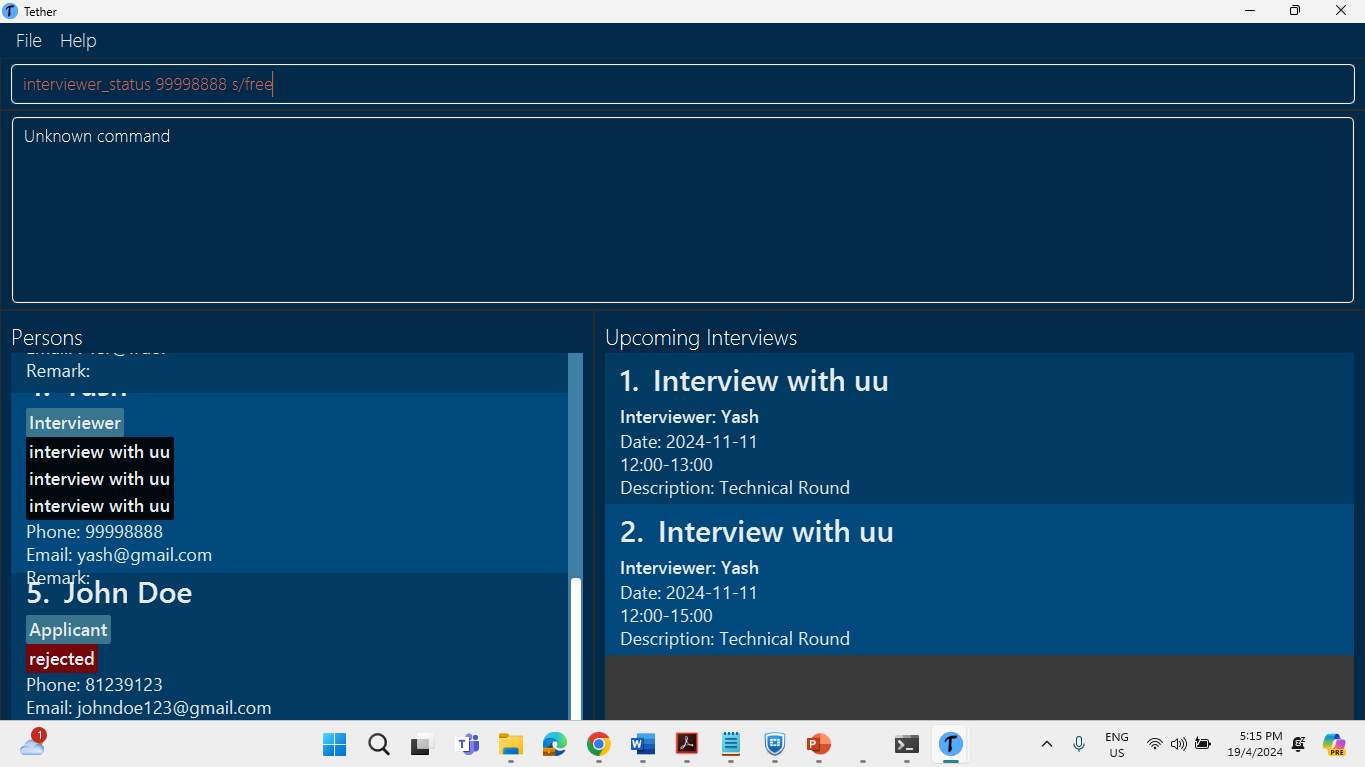 Tether
File Help
interviewer_status 99998888 s/free
Unknown command
Persons
Remark:
Interviewer
interview with uu
interview with uu
interview with uu
Phone: 99998888
Email: yash@gmail.com
Remark:
5. John Doe
Applicant
rejected
Phone: 81239123
Email: johndoe123@gmail.com
Upcoming Interviews
1. Interview with uu
Interviewer: Yash
Date: 2024-11-11
12:00-13:00
Description: Technical Round
2. Interview with uu
Interviewer: Yash
Date: 2024-11-11
12:00-15:00
Description: Technical Round
1
ENG
US
5:15 PM
19/4/2024
PRE